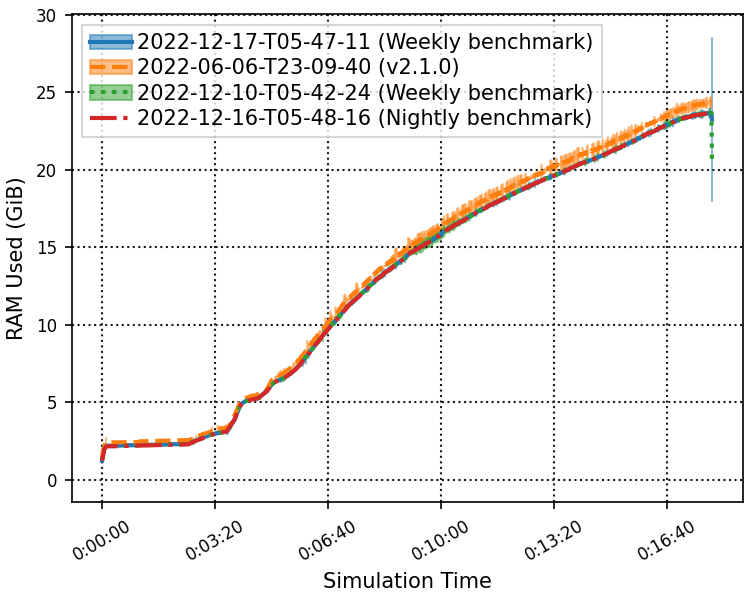 2022-12-17-T05-47-11 (Weekly benchmark)
2022-06-06-T23-09-40 (v2.1.0)
2022-12-10-T05-42-24 (Weekly benchmark)
2022-12-16-T05-48-16 (Nightly benchmark)
30
25
20
15
10
5
0
RAM Used (GiB)
0:00:00
0:03:20
0:06:40
0:10:00
0:13:20
0:16:40
Simulation Time